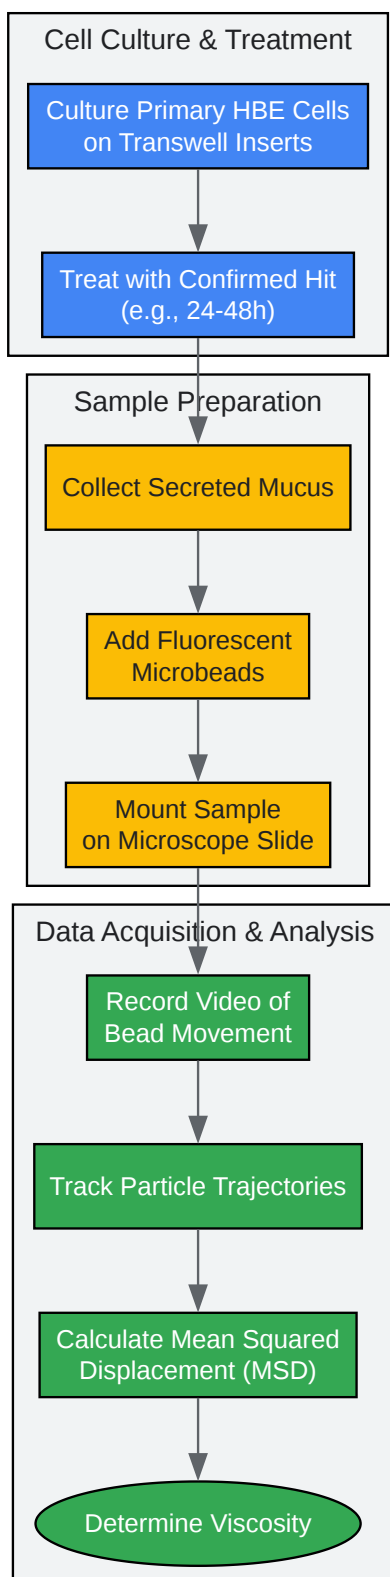 Cell Culture & Treatment
Culture Primary HBE Cells
on Transwell Inserts
Treat with Confirmed Hit
(e.g., 24-48h)
Sample Preparation
Collect Secreted Mucus
Add Fluorescent
Microbeads
Mount Sample
on Microscope Slide
Data Acquisition & Analysis
Record Video of
Bead Movement
Track Particle Trajectories
Calculate Mean Squared
Displacement (MSD)
Determine Viscosity